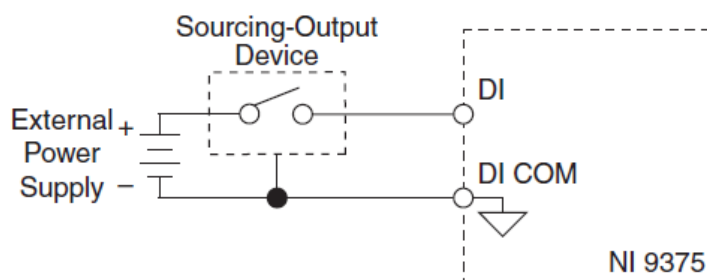 Sourcing-Output
Device
DI
External
Power
Supply
+
–
DI COM
NI 9375